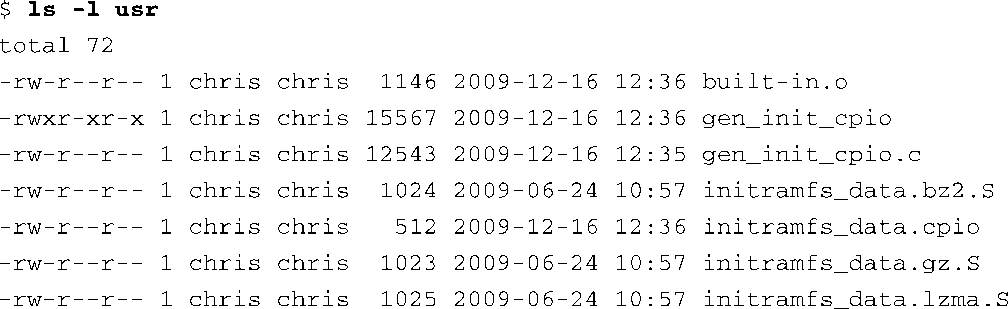 $ ls -l usr
total 72
-rw-r--r-- 1 chris chris  1146 2009-12-16 12:36 built-in.o
-rwxr-xr-x 1 chris chris 15567 2009-12-16 12:36 gen_init_cpio
-rw-r--r-- 1 chris chris 12543 2009-12-16 12:35 gen_init_cpio.c
-rw-r--r-- 1 chris chris  1024 2009-06-24 10:57 initramfs_data.bz2.S
-rw-r--r-- 1 chris chris   512 2009-12-16 12:36 initramfs_data.cpio
-rw-r--r-- 1 chris chris  1023 2009-06-24 10:57 initramfs_data.gz.S
-rw-r--r-- 1 chris chris  1025 2009-06-24 10:57 initramfs_data.lzma.S